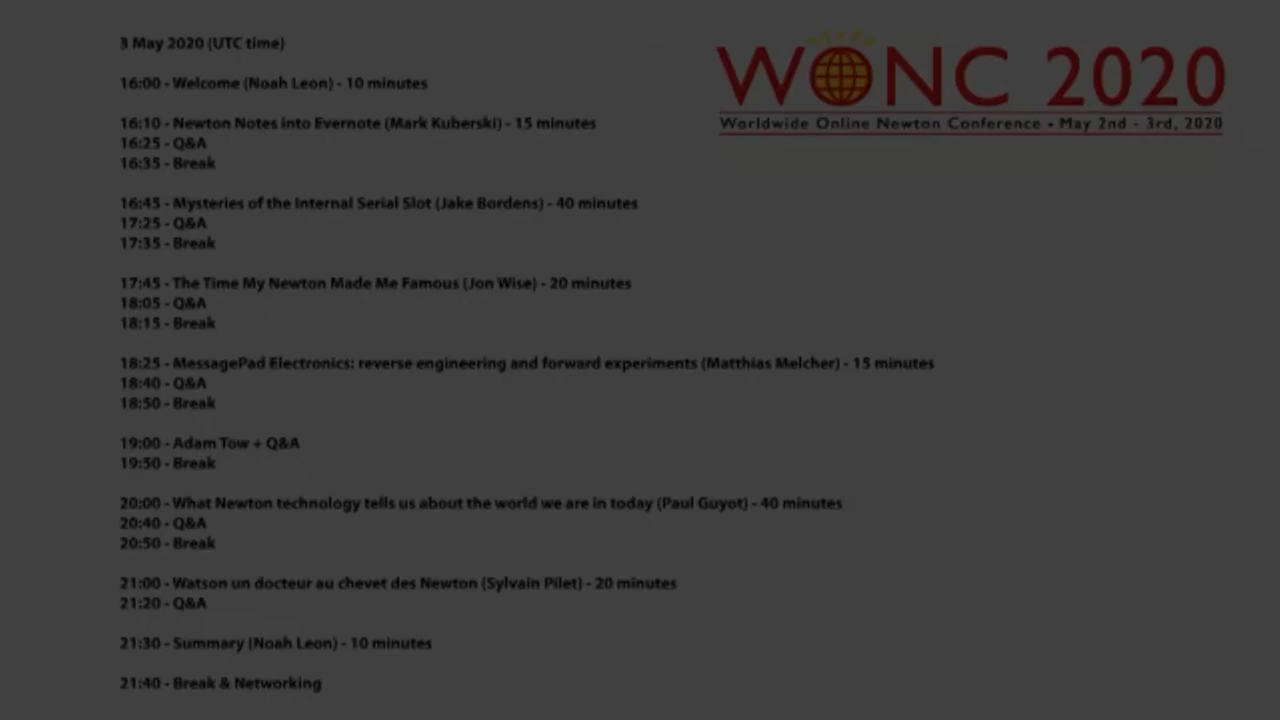 3 May 2020 (UTC time)
WONC 2020
Worldwide Online Newton Conference • May 2nd - 3rd, 2020
16:00 - Welcome (Noah Leon) - 10 minutes
16:10 - Newton Notes into Evernote (Mark Kuberski) - 15 minutes
16:25 - Q&A
16:35 - Break
16:45 - Mysteries of the Internal Serial Slot (Jake Bordens) - 40 minutes
17:25 - Q&A
17:35 - Break
17:45 - The Time My Newton Made Me Famous (Jon Wise) - 20 minutes
18:05 - Q&A
18:15 - Break
18:25 - MessagePad Electronics: reverse engineering and forward experiments (Matthias Melcher) - 15 minutes
18:40 - Q&A
18:50 - Break
19:00 - Adam Tow + Q&A
19:50 - Break
20:00 - What Newton technology tells us about the world we are in today (Paul Guyot) - 40 minutes
20:40 - Q&A
20:50 - Break
21:00 - Watson un docteur au chevet des Newton (Sylvain Pilet) - 20 minutes
21:20 - Q&A
21:30 - Summary (Noah Leon) - 10 minutes
21:40 - Break & Networking